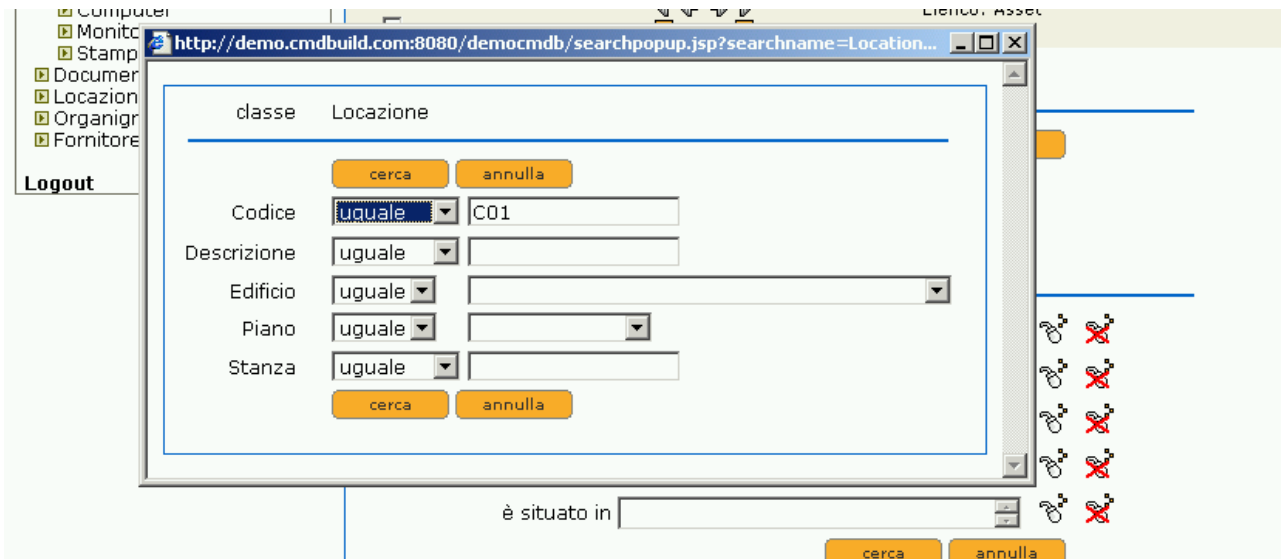 Computer
Elenco: Asset
Monito
Stamp
Documer
Locazion
Organigr
Fornitore
Logout
http://demo.cmdbuild.com:8080/democmdb/searchpopup.jsp?searchname=Location...
classe Locazione
cerca annulla
Codice uguale C01
Descrizione uguale
Edificio uguale
Piano uguale
Stanza uguale
cerca annulla
è situato in
cerca annulla